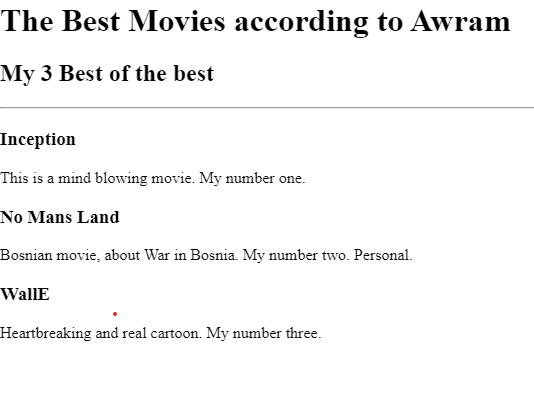 The Best Movies according to Awram
My 3 Best of the best
Inception
This is a mind blowing movie. My number one.
No Mans Land
Bosnian movie, about War in Bosnia. My number two. Personal.
WallE
Heartbreaking and real cartoon. My number three.